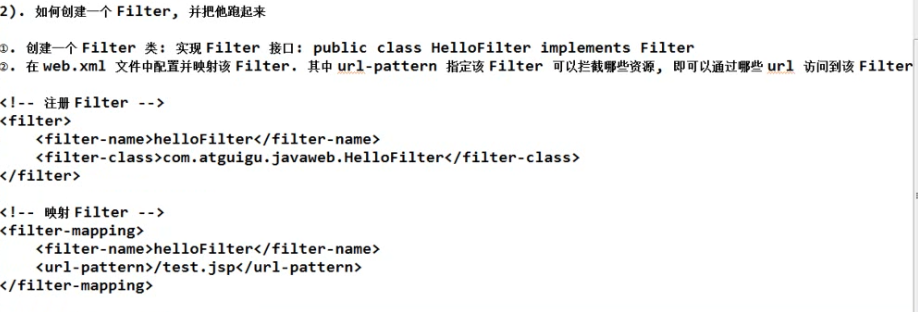 2). 如何创建一个 Filter, 并把他跑起来
①. 创建一个 Filter 类: 实现 Filter 接口: public class HelloFilter implements Filter
②. 在 web.xml 文件中配置并映射该 Filter. 其中 url-pattern 指定该 Filter 可以拦截哪些资源, 即可以通过哪些 url 访问到该 Filter
<!-- 注册 Filter -->
<filter>
    <filter-name>helloFilter</filter-name>
    <filter-class>com.atguigu.javaweb.HelloFilter</filter-class>
</filter>
<!-- 映射 Filter -->
<filter-mapping>
    <filter-name>helloFilter</filter-name>
    <url-pattern>/test.jsp</url-pattern>
</filter-mapping>